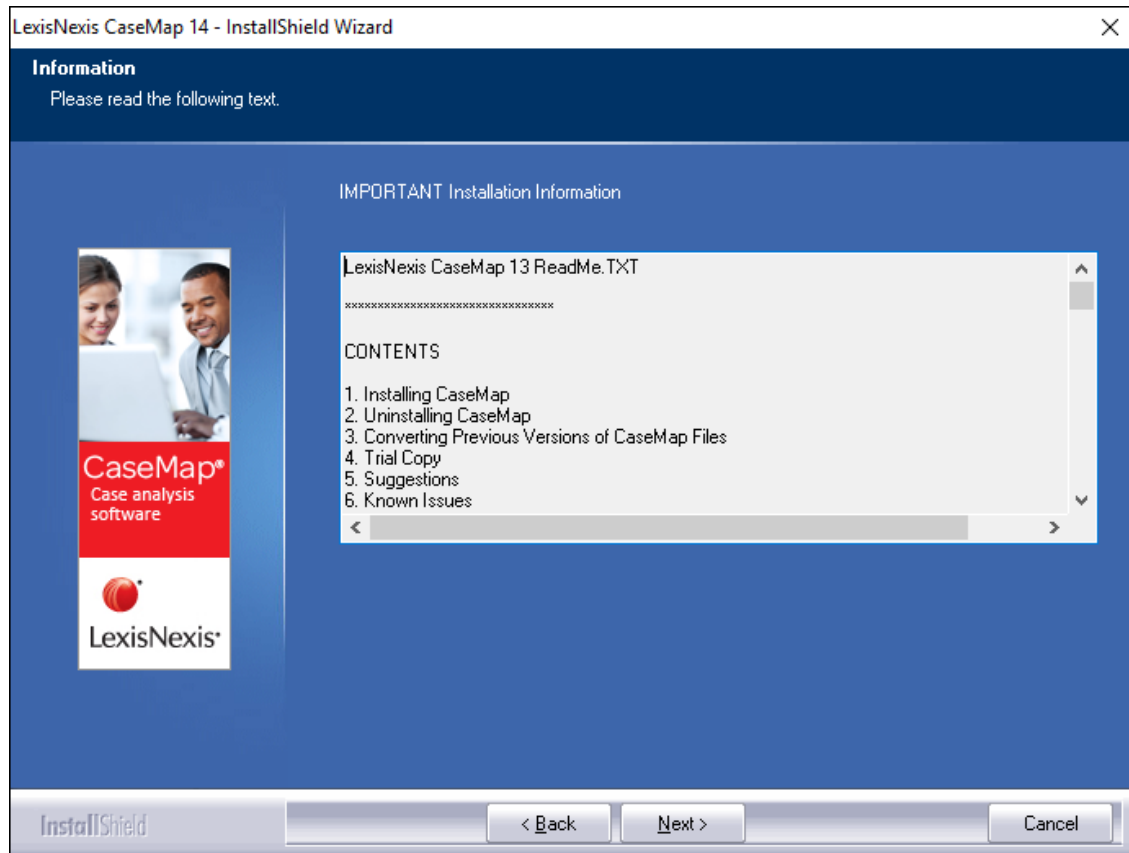 LexisNexis CaseMap 14 - InstallShield Wizard
Information
Please read the following text.
IMPORTANT Installation Information
LexisNexis CaseMap 13 ReadMe.TXT
********************************
CONTENTS
1. Installing CaseMap
2. Uninstalling CaseMap
3. Converting Previous Versions of CaseMap Files
4. Trial Copy
5. Suggestions
6. Known Issues
CaseMap®
Case analysis
software
LexisNexis®
InstallShield
< Back
Next >
Cancel